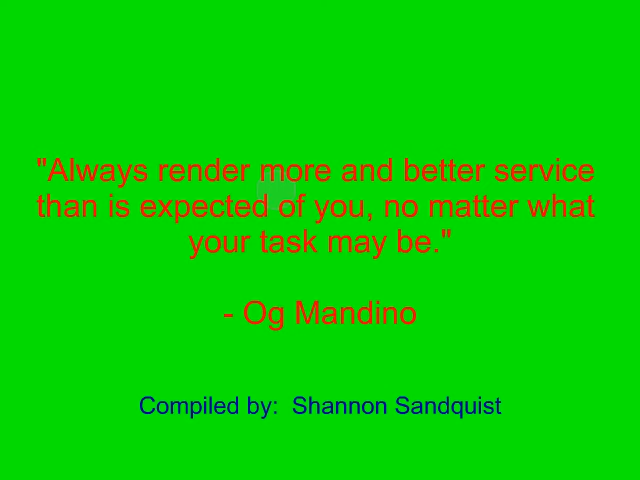 "Always render more and better service
than is expected of you, no matter what
your task may be."
- Og Mandino
Compiled by:  Shannon Sandquist